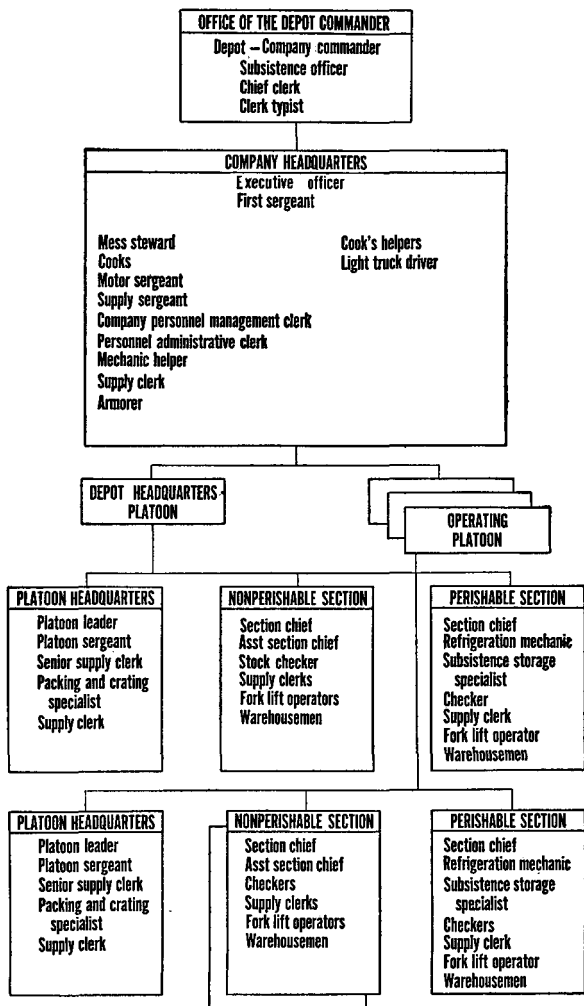 OFFICE OF THE DEPOT COMMANDER
Depot – Company commander
Subsistence officer
Chief clerk
Clerk typist
COMPANY HEADQUARTERS
Executive officer
First sergeant
Mess steward
Cooks
Motor sergeant
Supply sergeant
Company personnel management clerk
Personnel administrative clerk
Mechanic helper
Supply clerk
Armorer
Cook's helpers
Light truck driver
DEPOT HEADQUARTERS
PLATOON
OPERATING
PLATOON
PLATOON HEADQUARTERS
Platoon leader
Platoon sergeant
Senior supply clerk
Packing and crating
specialist
Supply clerk
NONPERISHABLE SECTION
Section chief
Asst section chief
Stock checker
Supply clerks
Fork lift operators
Warehousemen
PERISHABLE SECTION
Section chief
Refrigeration mechanic
Subsistence storage
specialist
Checker
Supply clerk
Fork lift operator
Warehousemen
PLATOON HEADQUARTERS
Platoon leader
Platoon sergeant
Senior supply clerk
Packing and crating
specialist
Supply clerk
NONPERISHABLE SECTION
Section chief
Asst section chief
Checkers
Supply clerks
Fork lift operators
Warehousemen
PERISHABLE SECTION
Section chief
Refrigeration mechanic
Subsistence storage
specialist
Checkers
Supply clerk
Fork lift operator
Warehousemen